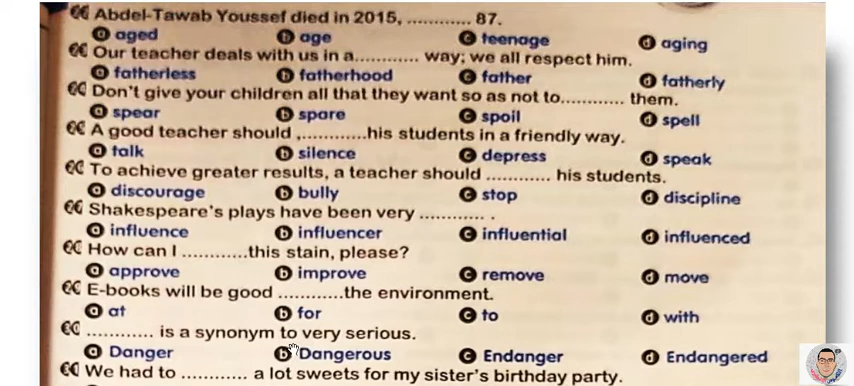 Abdel-Tawab Youssef died in 2015, ............ 87.
a aged b age c teenage d aging
Our teacher deals with us in a............ way; we all respect him.
a fatherless b fatherhood c father d fatherly
Don't give your children all that they want so as not to............ them.
a spear b spare c spoil d spell
A good teacher should ,............his students in a friendly way.
a talk b silence c depress d speak
To achieve greater results, a teacher should ............ his students.
a discourage b bully c stop d discipline
Shakespeare's plays have been very ............ .
a influence b influencer c influential d influenced
How can I ............this stain, please?
a approve b improve c remove d move
E-books will be good ............the environment.
a at b for c to d with
............ is a synonym to very serious.
a Danger b Dangerous c Endanger d Endangered
We had to ............ a lot sweets for my sister's birthday party.